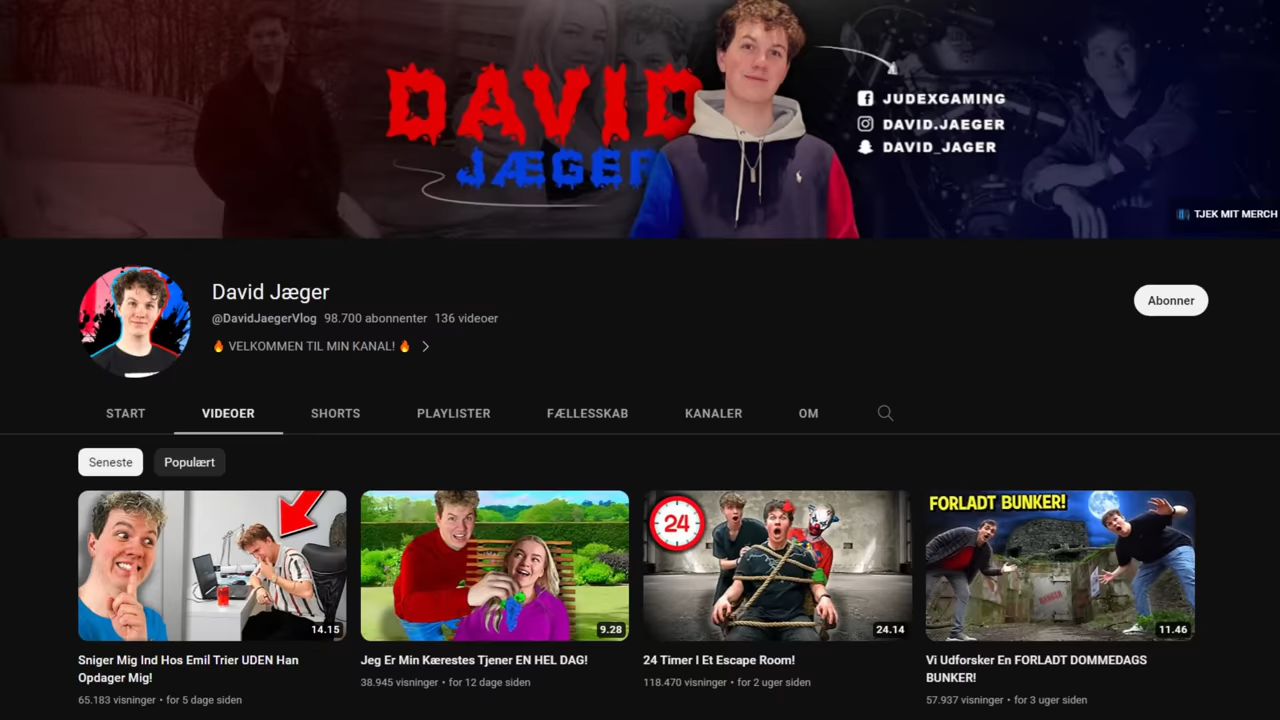 DAVID
JÆGER
JUDEXGAMING
DAVID.JAEGER
DAVID_JAGER
TJEK MIT MERCH
David Jæger
@DavidJaegerVlog 98.700 abonnenter 136 videoer
🔥 VELKOMMEN TIL MIN KANAL! 🔥
Abonner
START VIDEOER SHORTS PLAYLISTER FÆLLESSKAB KANALER OM
Seneste Populært
14.15
9.28
24
24.14
FORLADT BUNKER!
11.46
Sniger Mig Ind Hos Emil Trier UDEN Han
Opdager Mig!
65.183 visninger • for 5 dage siden
Jeg Er Min Kærestes Tjener EN HEL DAG!
38.945 visninger • for 12 dage siden
24 Timer I Et Escape Room!
118.470 visninger • for 2 uger siden
Vi Udforsker En FORLADT DOMMEDAGS
BUNKER!
57.937 visninger • for 3 uger siden